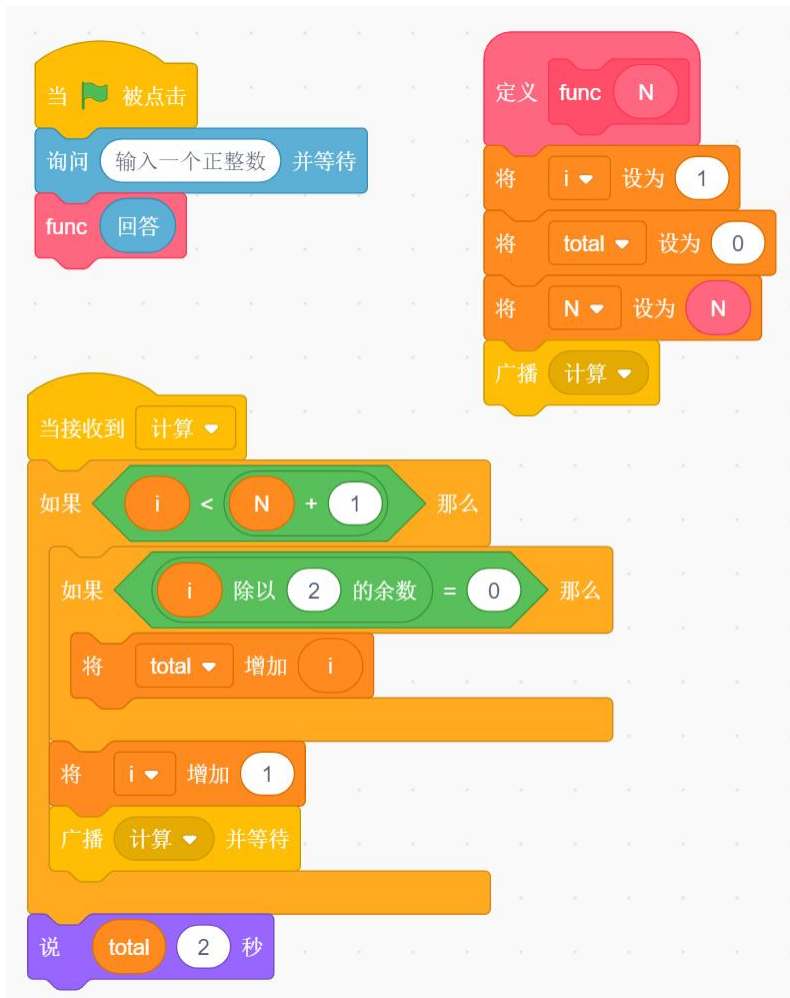 当 被点击
询问 输入一个正整数 并等待
func 回答
定义 func N
将 i 设为 1
将 total 设为 0
将 N 设为 N
广播 计算
当接收到 计算
如果 i < N + 1 那么
如果 i 除以 2 的余数 = 0 那么
将 total 增加 i
将 i 增加 1
广播 计算 并等待
说 total 2 秒